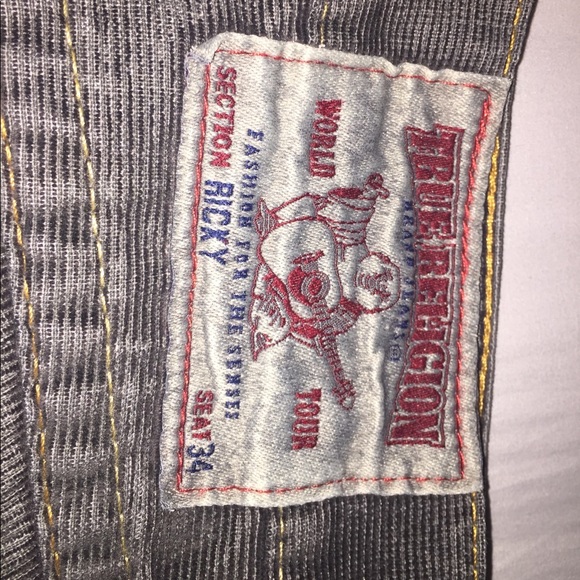 TRUE RELIGION
BRAND JEANS®
WORLD TOUR
FASHION FOR THE SENSES
SECTION RICKY SEAT 34